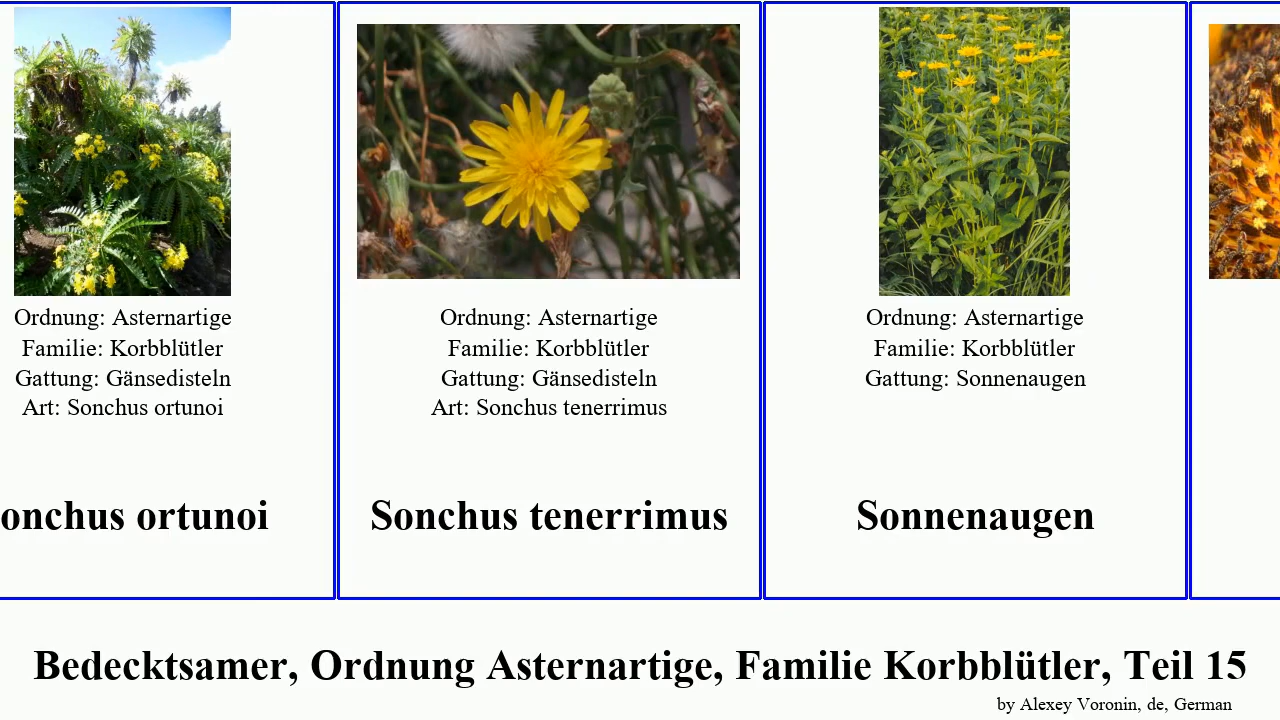 Ordnung: Asternartige
Familie: Korbblütler
Gattung: Gänsedisteln
Art: Sonchus ortunoi
onchus ortunoi
Ordnung: Asternartige
Familie: Korbblütler
Gattung: Gänsedisteln
Art: Sonchus tenerrimus
Sonchus tenerrimus
Ordnung: Asternartige
Familie: Korbblütler
Gattung: Sonnenaugen
Sonnenaugen
Bedecktsamer, Ordnung Asternartige, Familie Korbblütler, Teil 15
by Alexey Voronin, de, German